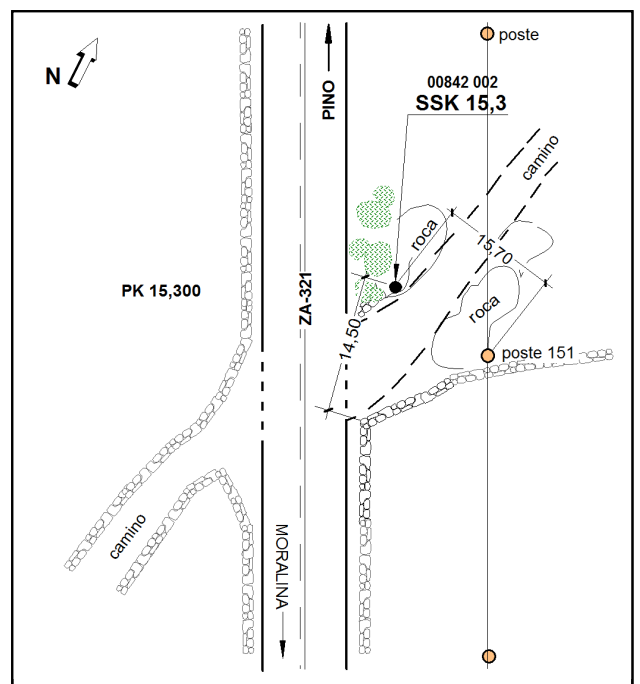 N
poste
PINO
00842 002
SSK 15,3
camino
roca
15,70
PK 15,300
ZA-321
roca
14,50
poste 151
camino
MORALINA